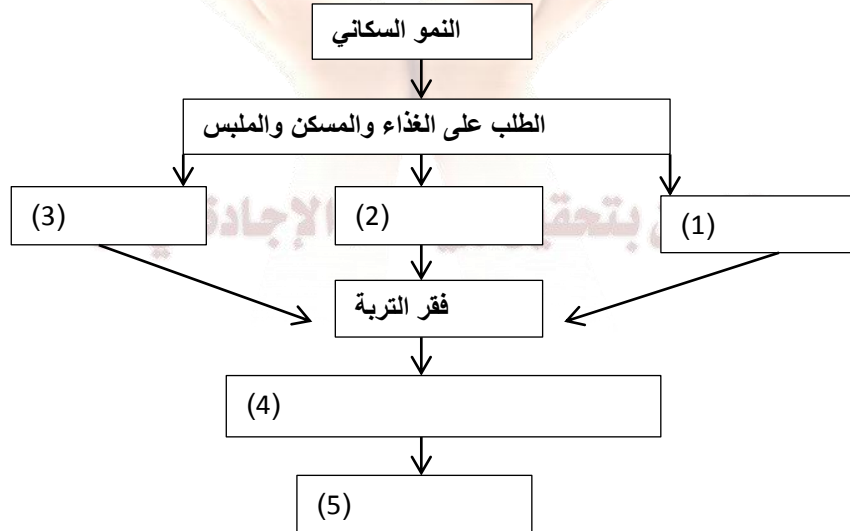 النمو السكاني
الطلب على الغذاء والمسكن والملبس
(1)
(2)
(3)
فقر التربة
(4)
(5)